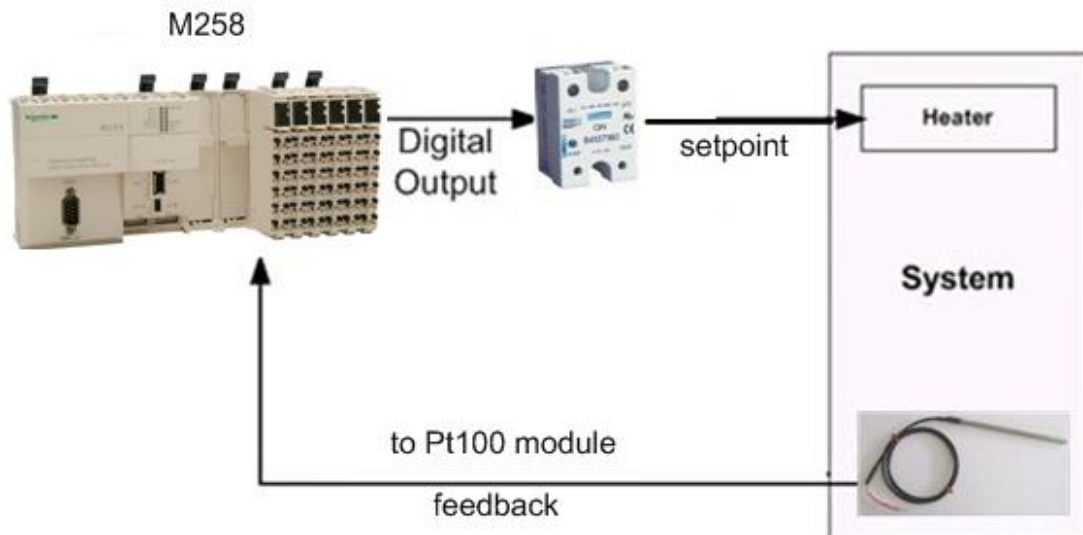 M258
Digital
Output
setpoint
Heater
System
to Pt100 module
feedback